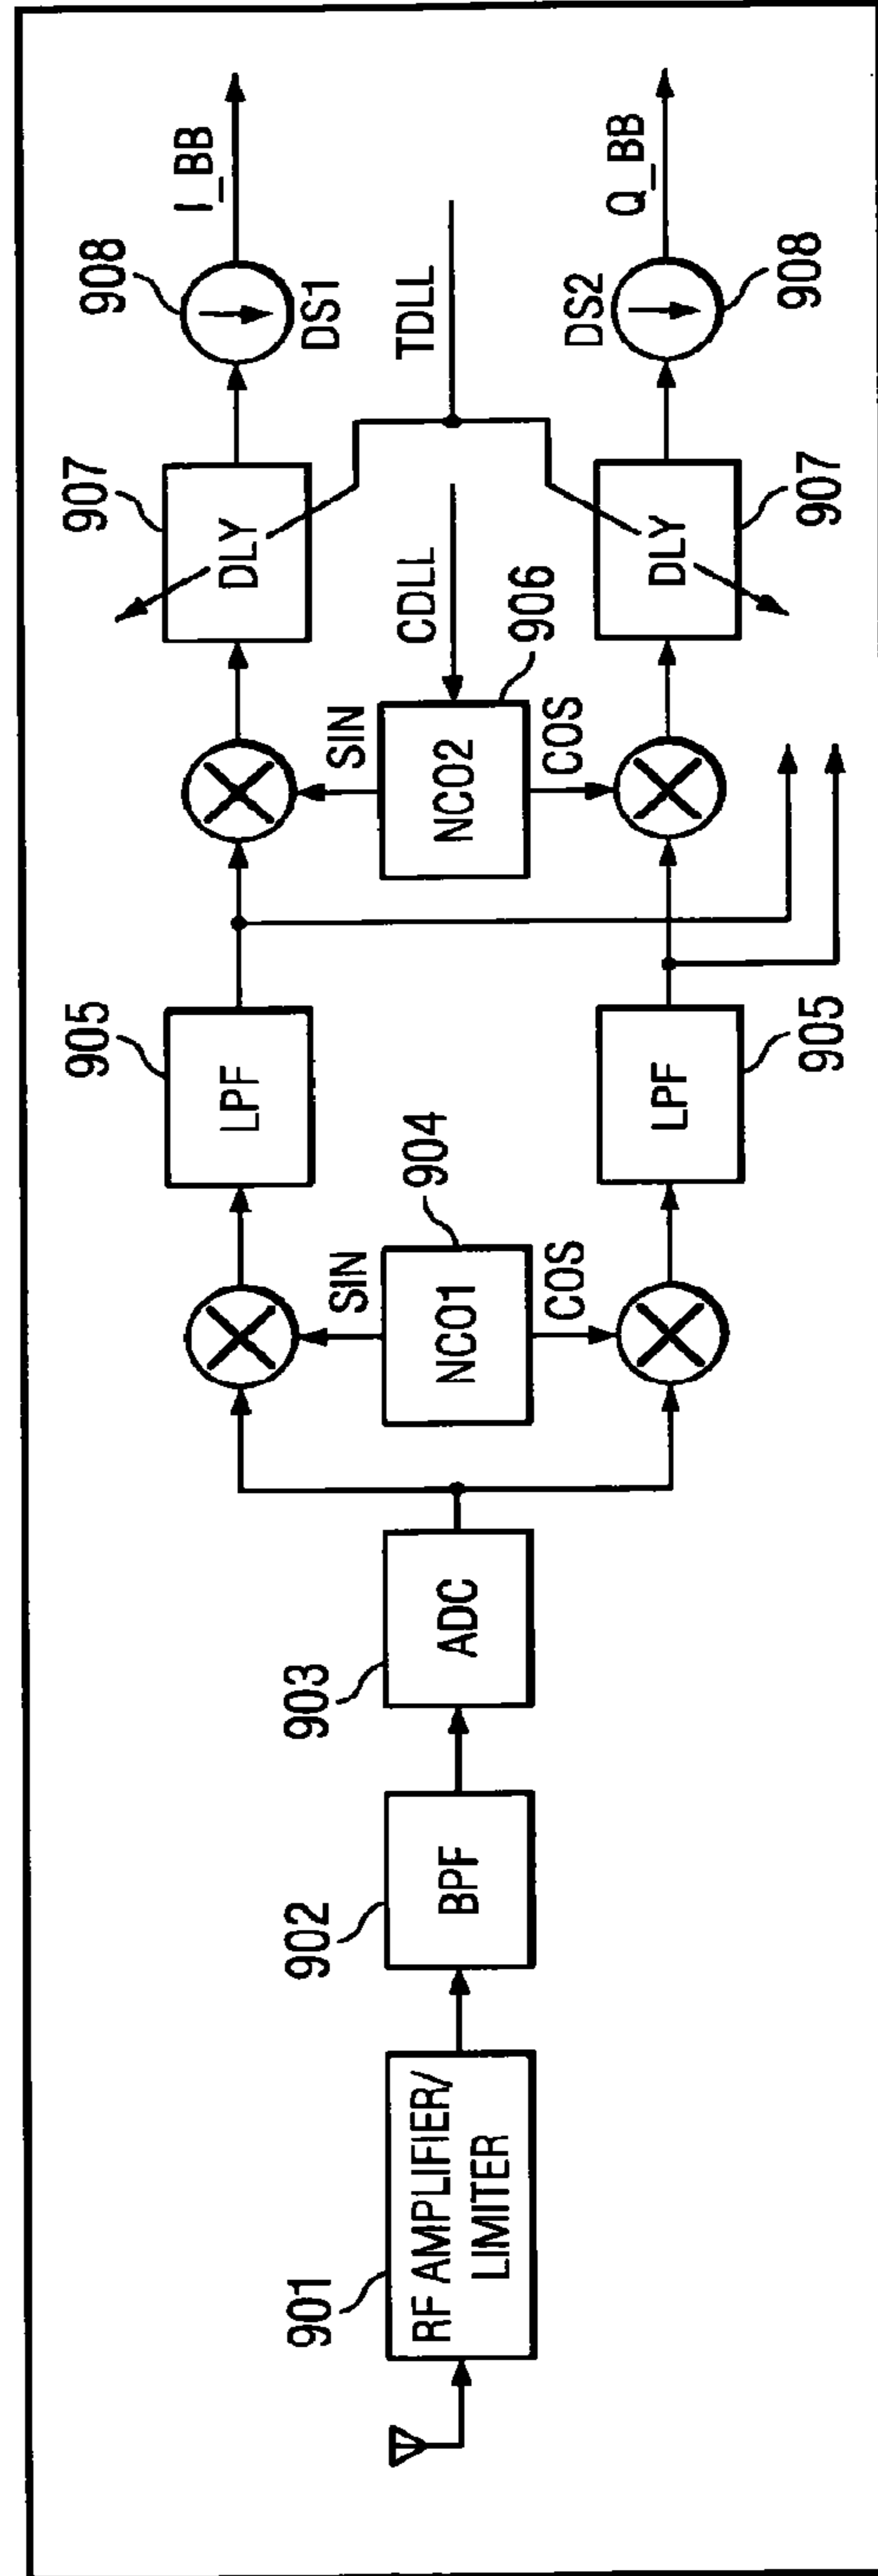 901
RF AMPLIFIER/
LIMITER
902
BPF
903
ADC
SIN
904
NCO1
COS
905
LPF
LPF
905
SIN
CDLL
906
NCO2
COS
907
DLY
DLY
907
TDLL
908
DS1
I_BB
DS2
908
Q_BB